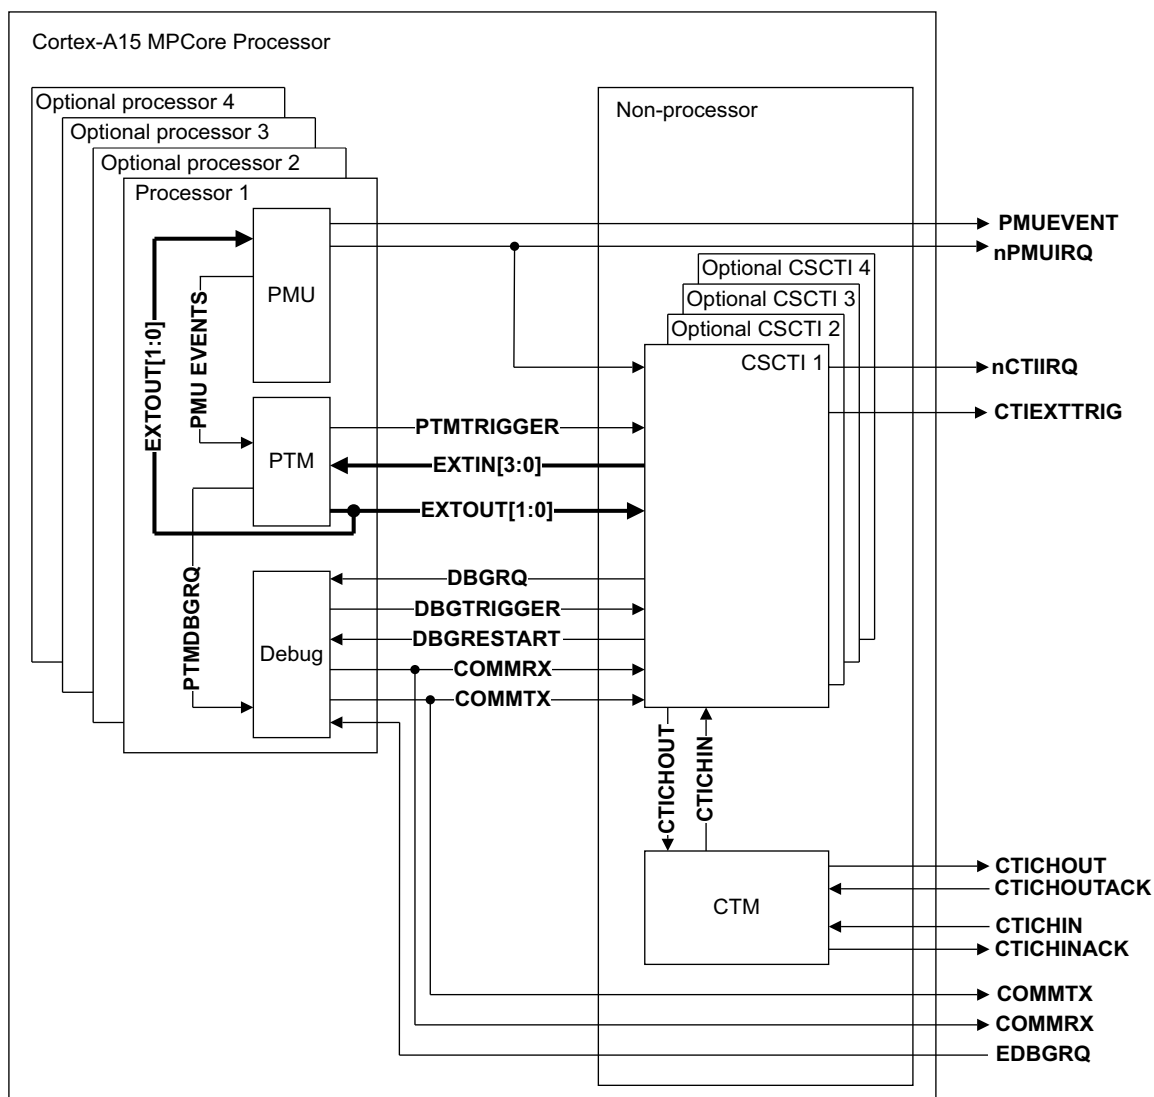 Cortex-A15 MPCore Processor
Optional processor 4
Optional processor 3
Optional processor 2
Processor 1
Non-processor
PMUEVENT
nPMUIRQ
Optional CSCTI 4
Optional CSCTI 3
Optional CSCTI 2
CSCTI 1
PMU
EXTOUT[1:0]
PMU EVENTS
nCTIIRQ
CTIEXTTRIG
PTMTRIGGER
PTM
EXTIN[3:0]
EXTOUT[1:0]
PTMDBGRQ
DBGRQ
DBGTRIGGER
DBGRESTART
Debug
COMMRX
COMMTX
CTICHOUT
CTICHIN
CTM
CTICHOUT
CTICHOUTACK
CTICHIN
CTICHINACK
COMMTX
COMMRX
EDBGRQ